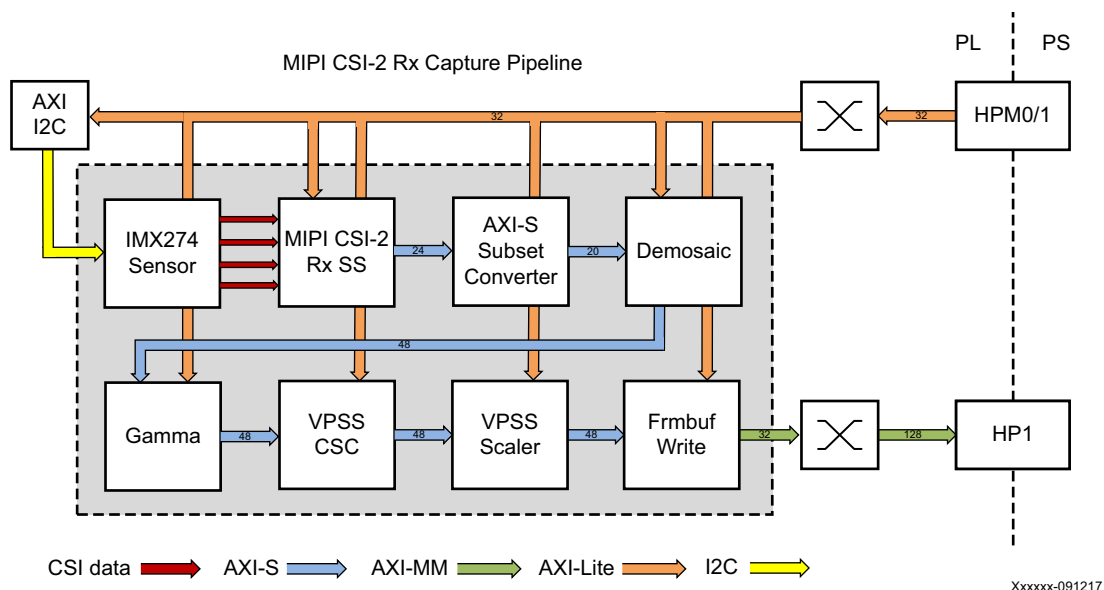 PL
PS
MIPI CSI-2 Rx Capture Pipeline
AXI
I2C
32
32
HPM0/1
IMX274
Sensor
MIPI CSI-2
Rx SS
24
AXI-S
Subset
Converter
20
Demosaic
48
Gamma
48
VPSS
CSC
48
VPSS
Scaler
48
Frmbuf
Write
32
128
HP1
CSI data
AXI-S
AXI-MM
AXI-Lite
I2C
Xxxxxx-091217